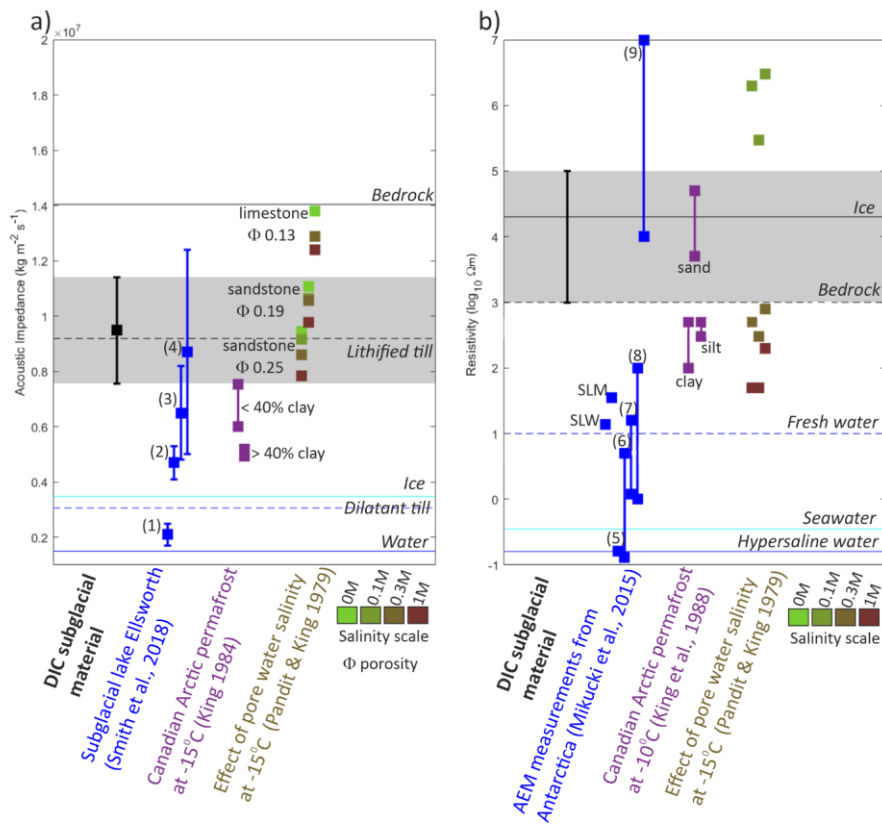 a)
×10⁷
2
1.8
1.6
1.4
1.2
1
0.8
0.6
0.4
0.2
Acoustic Impedance (kg m⁻² s⁻¹)
Bedrock
limestone
Φ 0.13
sandstone
Φ 0.19
Lithified till
sandstone
Φ 0.25
(4)
(3)
(2)
(1)
< 40% clay
> 40% clay
Ice
Dilatant till
Water
DIC subglacial
material
Subglacial lake Ellsworth
(Smith et al., 2018)
Canadian Arctic permafrost
at -15⁰C (King 1984)
Effect of pore water salinity
at -15⁰C (Pandit & King 1979)
0M
0.1M
0.3M
1M
Salinity scale
Φ porosity
b)
7
6
5
4
3
2
1
0
-1
Resistivity (log₁₀ Ωm)
(9)
Ice
sand
Bedrock
silt
clay
(8)
SLM
SLW
(7)
(6)
(5)
Fresh water
Seawater
Hypersaline water
DIC subglacial
material
AEM measurements from
Antarctica (Mikucki et al., 2015)
Canadian Arctic permafrost
at -10⁰C (King et al., 1988)
Effect of pore water salinity
at -15⁰C (Pandit & King 1979)
0M
0.1M
0.3M
1M
Salinity scale